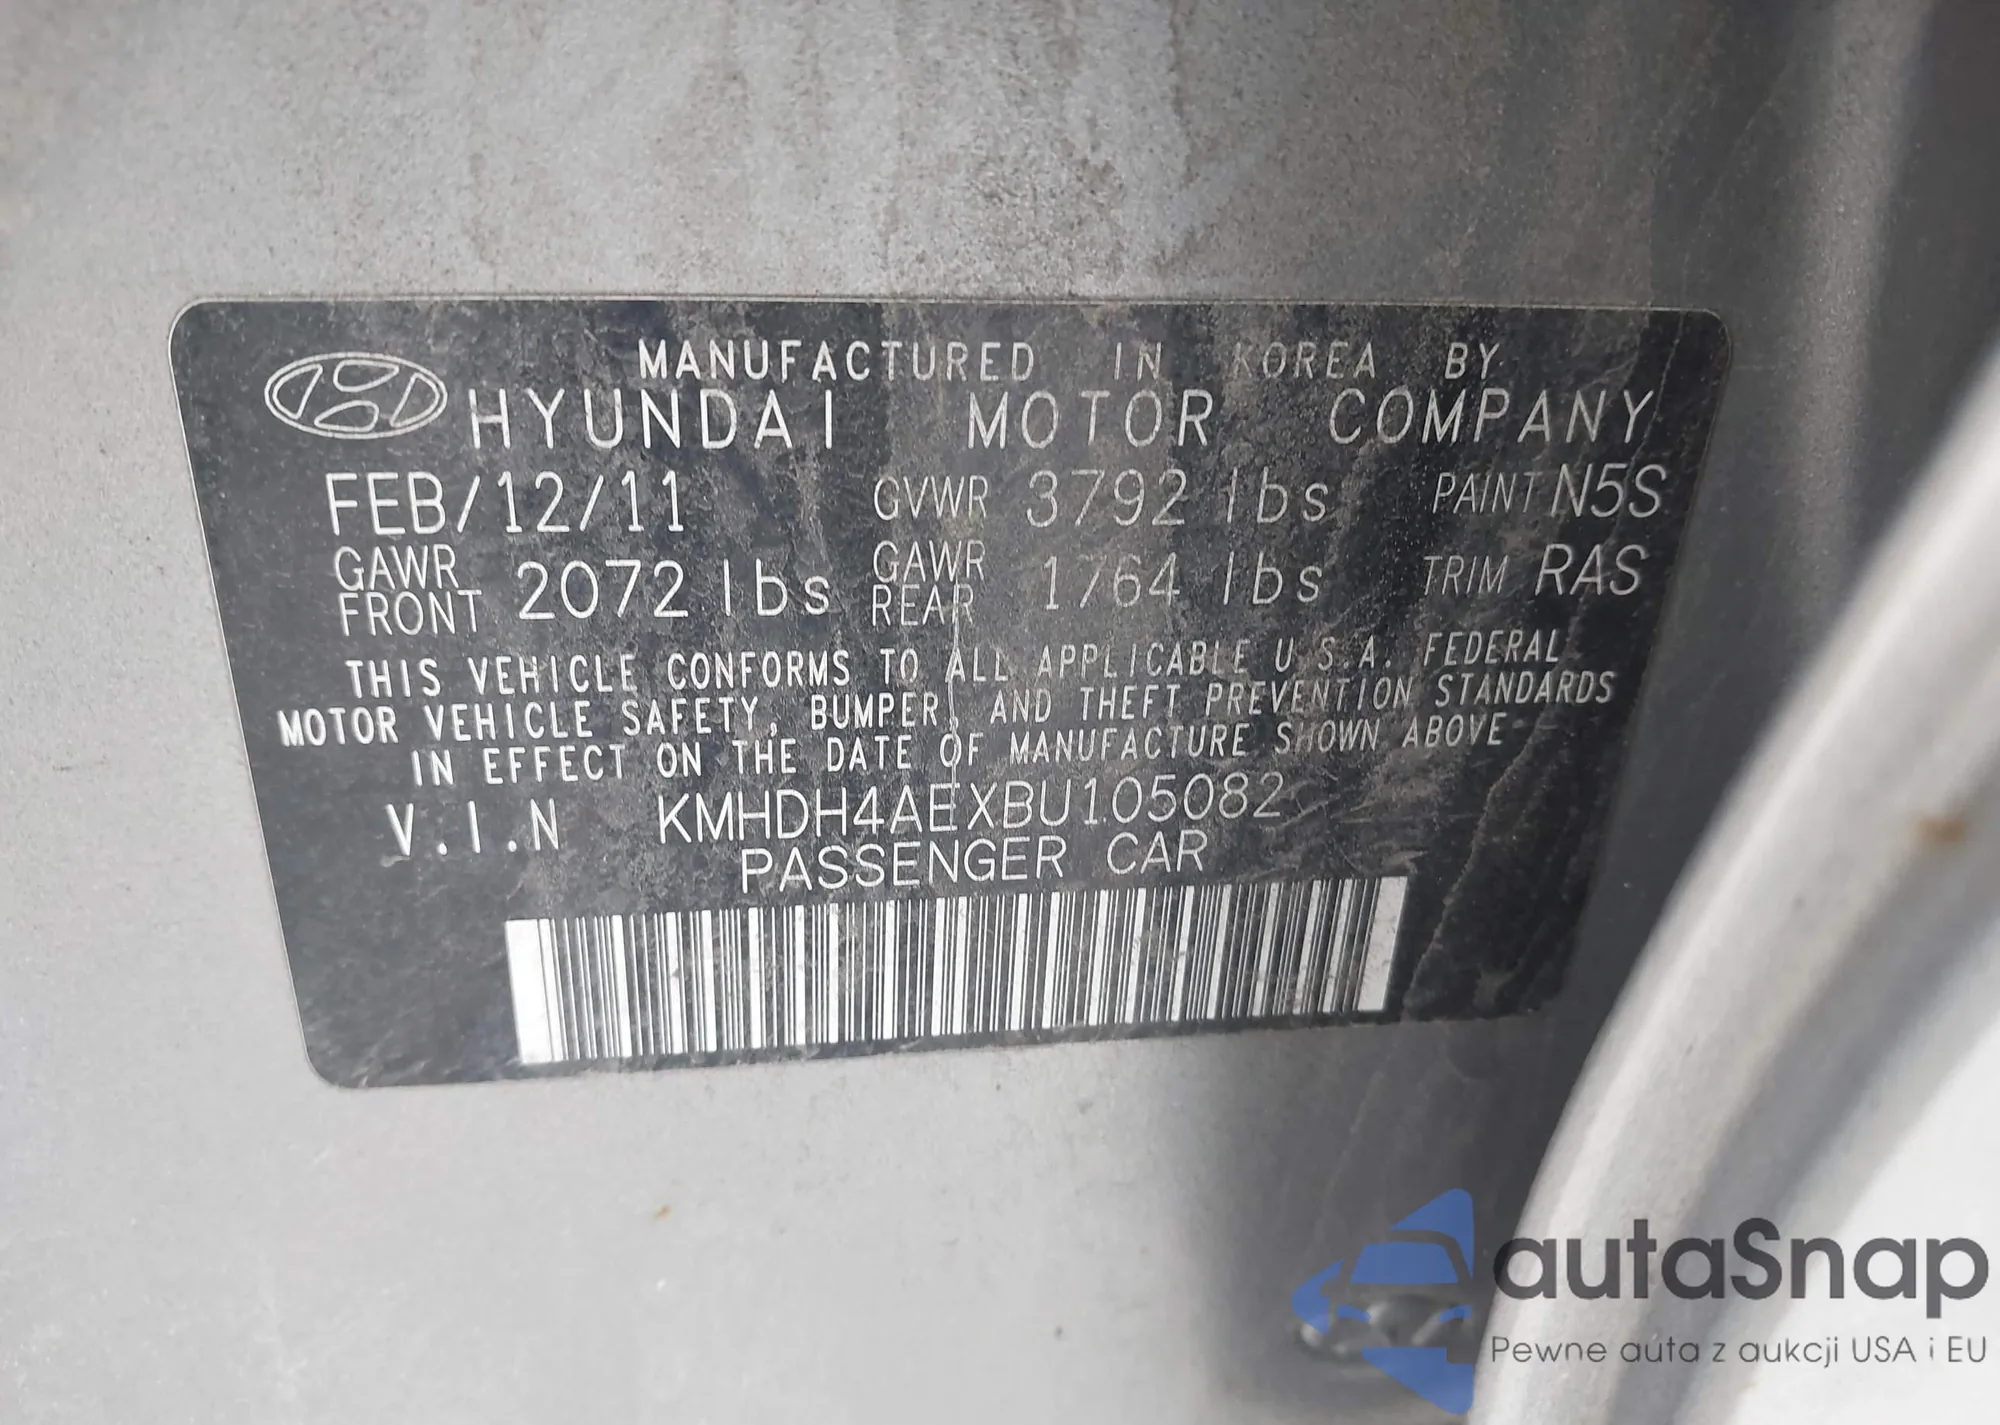 MANUFACTURED IN KOREA BY
HYUNDAI MOTOR COMPANY
FEB/12/11 GVWR 3792 lbs PAINT N5S
GAWR FRONT 2072 lbs GAWR REAR 1764 lbs TRIM RAS
THIS VEHICLE CONFORMS TO ALL APPLICABLE U.S.A. FEDERAL
MOTOR VEHICLE SAFETY, BUMPER, AND THEFT PREVENTION STANDARDS
IN EFFECT ON THE DATE OF MANUFACTURE SHOWN ABOVE
V.I.N KMHDH4AEXBU105082
PASSENGER CAR
autaSnap
Pewne auta z aukcji USA i EU